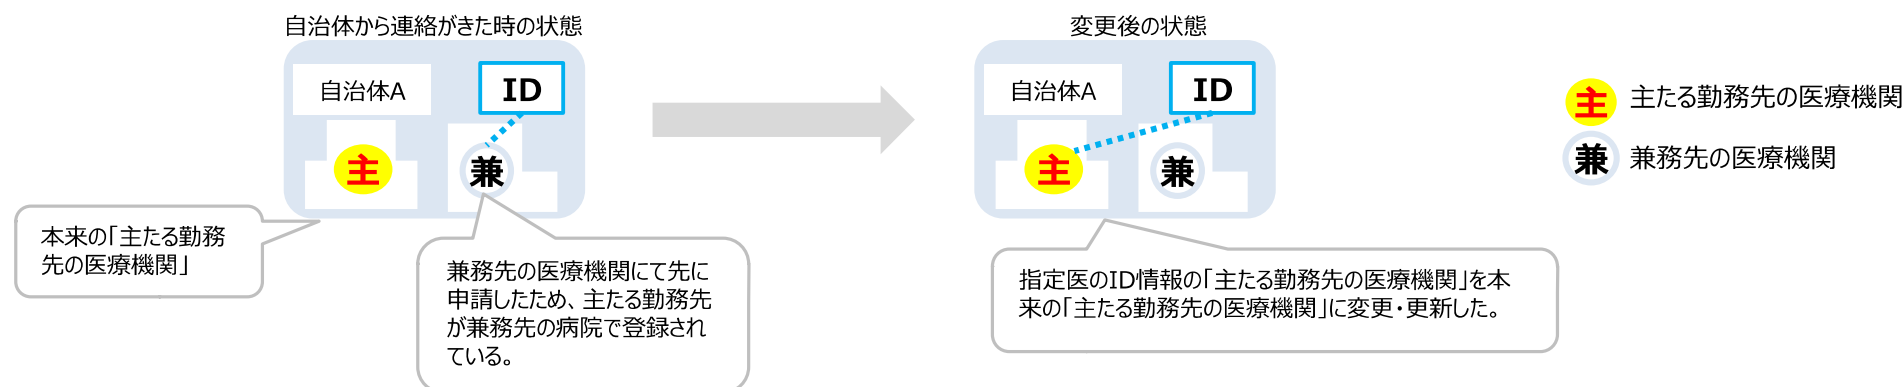 自治体から連絡がきた時の状態
自治体A
ID
主
兼
本来の「主たる勤務
先の医療機関」
兼務先の医療機関にて先に
申請したため、主たる勤務先
が兼務先の病院で登録され
ている。
変更後の状態
自治体A
ID
主
兼
指定医のID情報の「主たる勤務先の医療機関」を本
来の「主たる勤務先の医療機関」に変更・更新した。
主 主たる勤務先の医療機関
兼 兼務先の医療機関